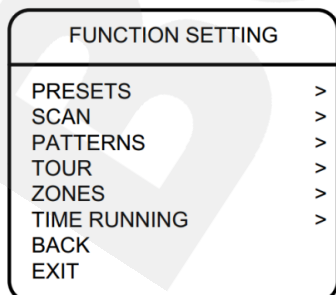 FUNCTION SETTING
PRESETS >
SCAN >
PATTERNS >
TOUR >
ZONES >
TIME RUNNING >
BACK
EXIT